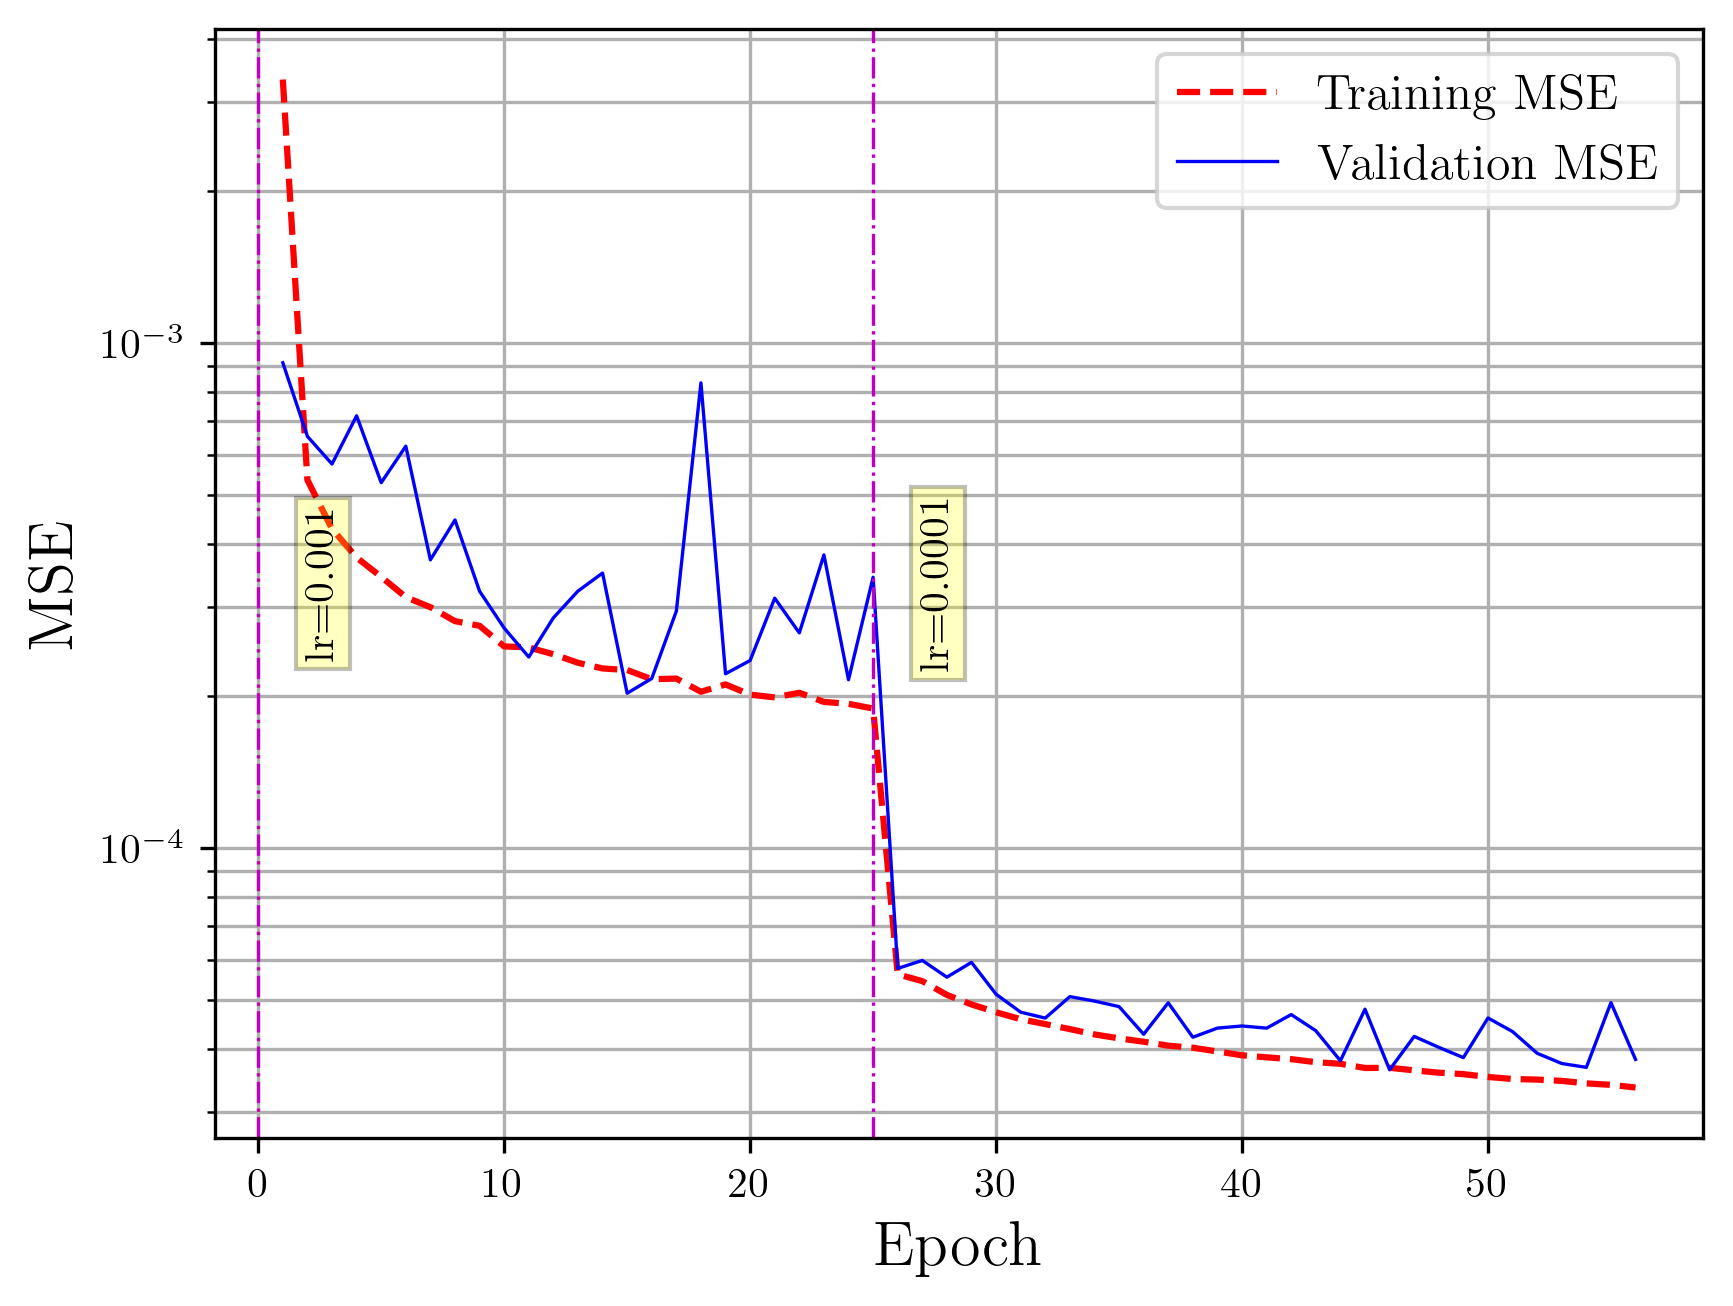 Training MSE
Validation MSE
MSE
10⁻³
10⁻⁴
lr=0.001
lr=0.0001
0 10 20 30 40 50
Epoch